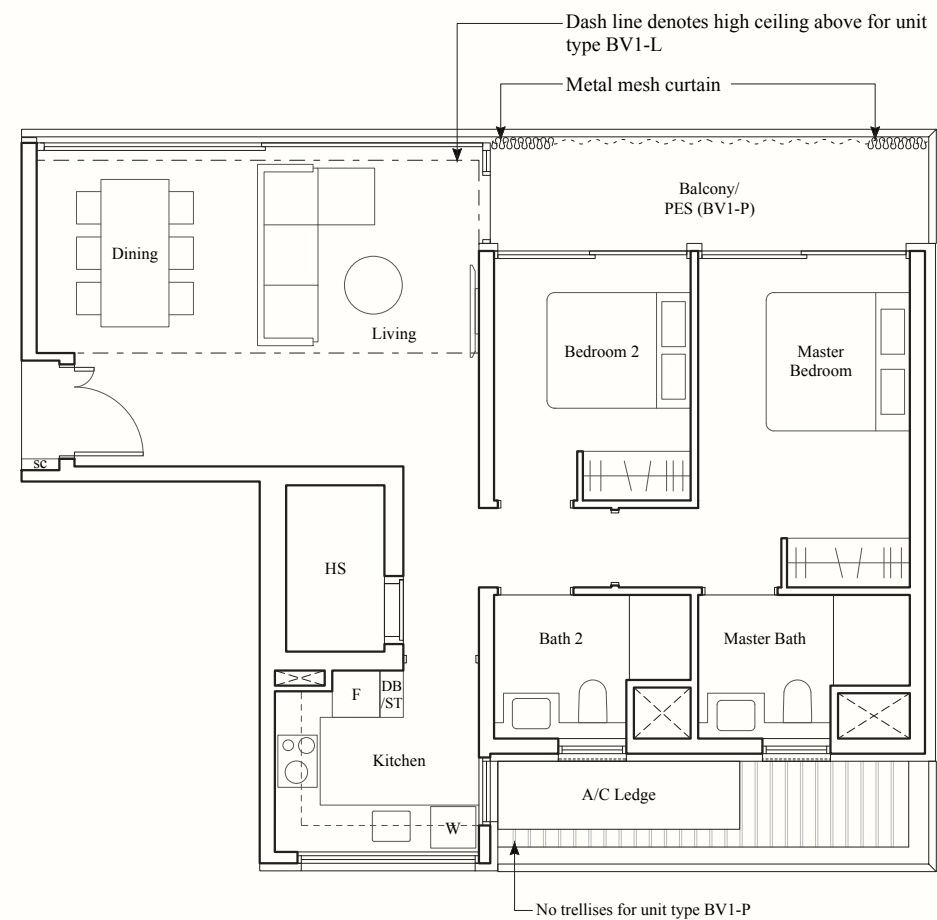 Dash line denotes high ceiling above for unit
type BV1-L
Metal mesh curtain
Balcony/
PES (BV1-P)
Dining
Living
Bedroom 2
Master
Bedroom
sc
HS
Bath 2
Master Bath
F
DB
/ST
Kitchen
A/C Ledge
W
No trellises for unit type BV1-P